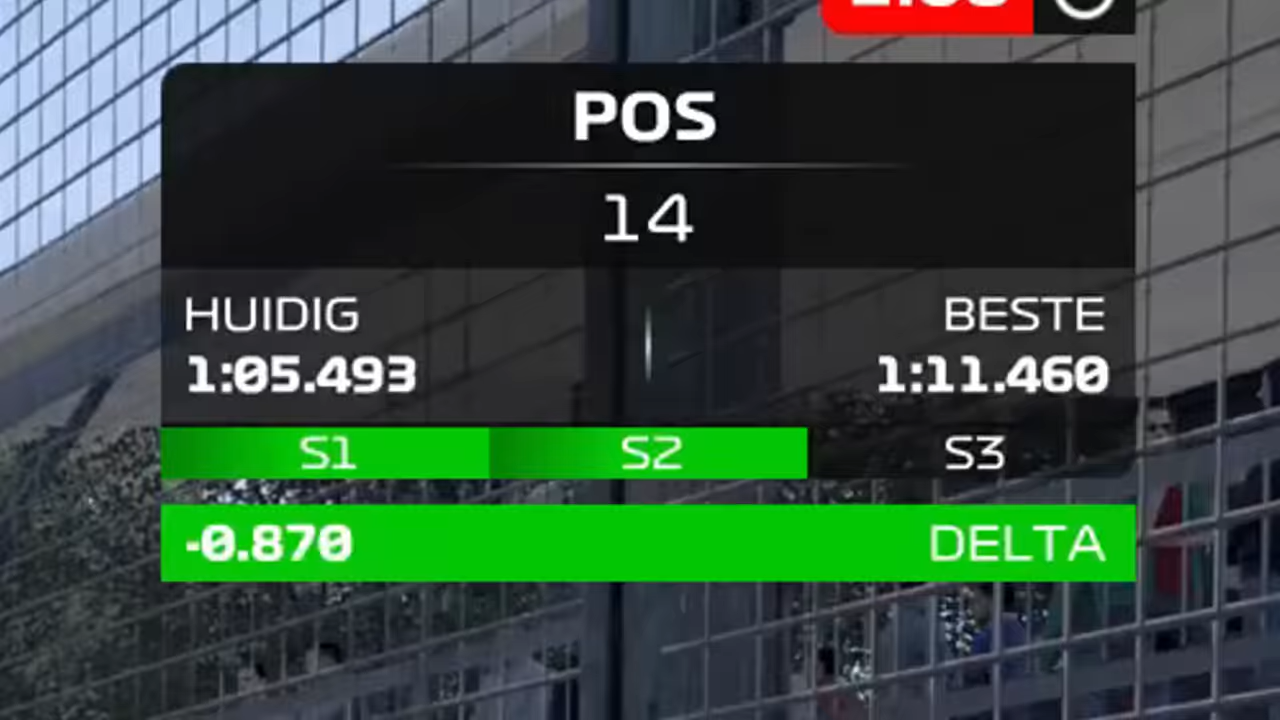 POS
14
HUIDIG
BESTE
1:05.493
1:11.460
S1 S2 S3
-0.870 DELTA